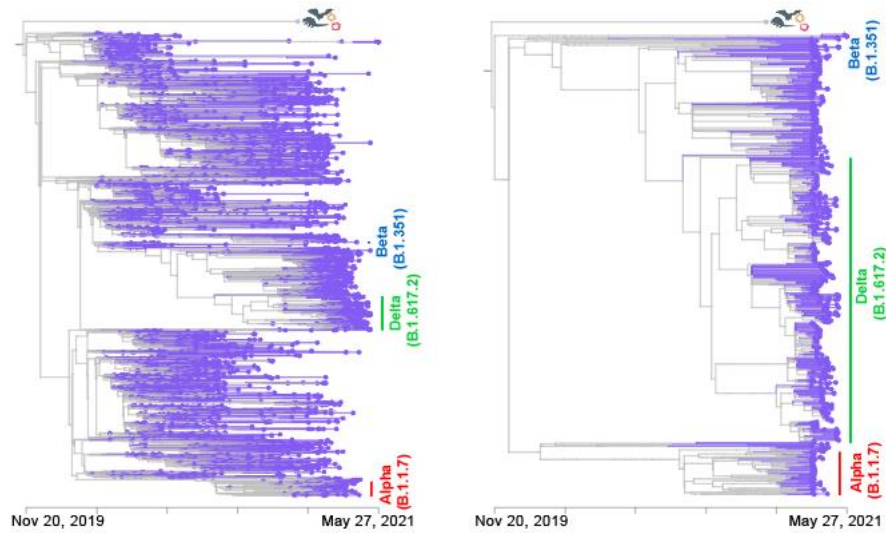 Beta
(B.1.351)
Delta
(B.1.617.2)
Alpha
(B.1.1.7)
Nov 20, 2019
May 27, 2021
Beta
(B.1.351)
Delta
(B.1.617.2)
Alpha
(B.1.1.7)
Nov 20, 2019
May 27, 2021